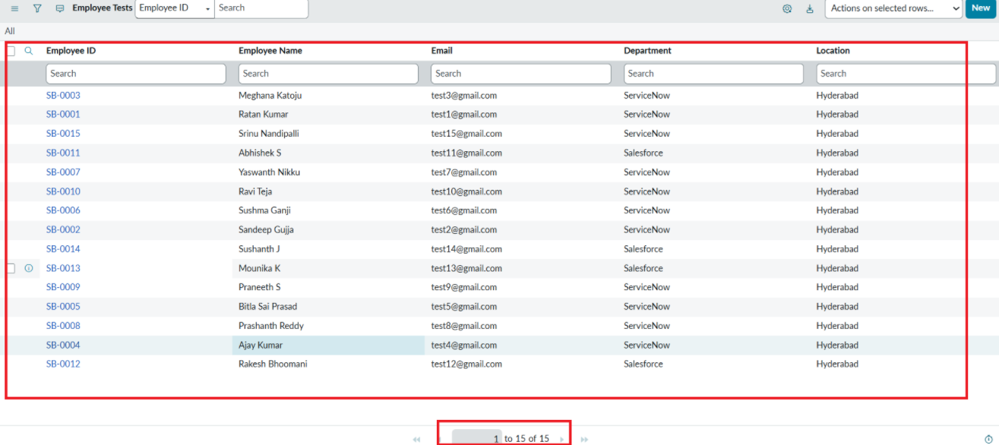 Employee Tests Employee ID Search Actions on selected rows... New
All
Employee ID Employee Name Email Department Location
Search Search Search Search Search
SB-0003 Meghana Katoju test3@gmail.com ServiceNow Hyderabad
SB-0001 Ratan Kumar test1@gmail.com ServiceNow Hyderabad
SB-0015 Srinu Nandipalli test15@gmail.com ServiceNow Hyderabad
SB-0011 Abhishek S test11@gmail.com Salesforce Hyderabad
SB-0007 Yaswanth Nikku test7@gmail.com ServiceNow Hyderabad
SB-0010 Ravi Teja test10@gmail.com ServiceNow Hyderabad
SB-0006 Sushma Ganji test6@gmail.com ServiceNow Hyderabad
SB-0002 Sandeep Gujja test2@gmail.com ServiceNow Hyderabad
SB-0014 Sushanth J test14@gmail.com Salesforce Hyderabad
SB-0013 Mounika K test13@gmail.com Salesforce Hyderabad
SB-0009 Praneeth S test9@gmail.com ServiceNow Hyderabad
SB-0005 Bitla Sai Prasad test5@gmail.com ServiceNow Hyderabad
SB-0008 Prashanth Reddy test8@gmail.com ServiceNow Hyderabad
SB-0004 Ajay Kumar test4@gmail.com ServiceNow Hyderabad
SB-0012 Rakesh Bhoomani test12@gmail.com Salesforce Hyderabad
1 to 15 of 15